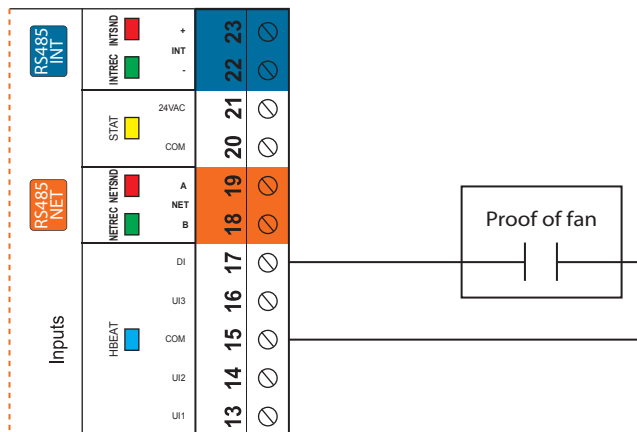 RS485
INT
INTREC INTSND
+
INT
-
23
22
STAT
24VAC
COM
21
20
RS485
NET
NETREC NETSND
A
NET
B
19
18
Inputs
HBEAT
DI
17
UI3
16
COM
15
UI2
14
UI1
13
Proof of fan